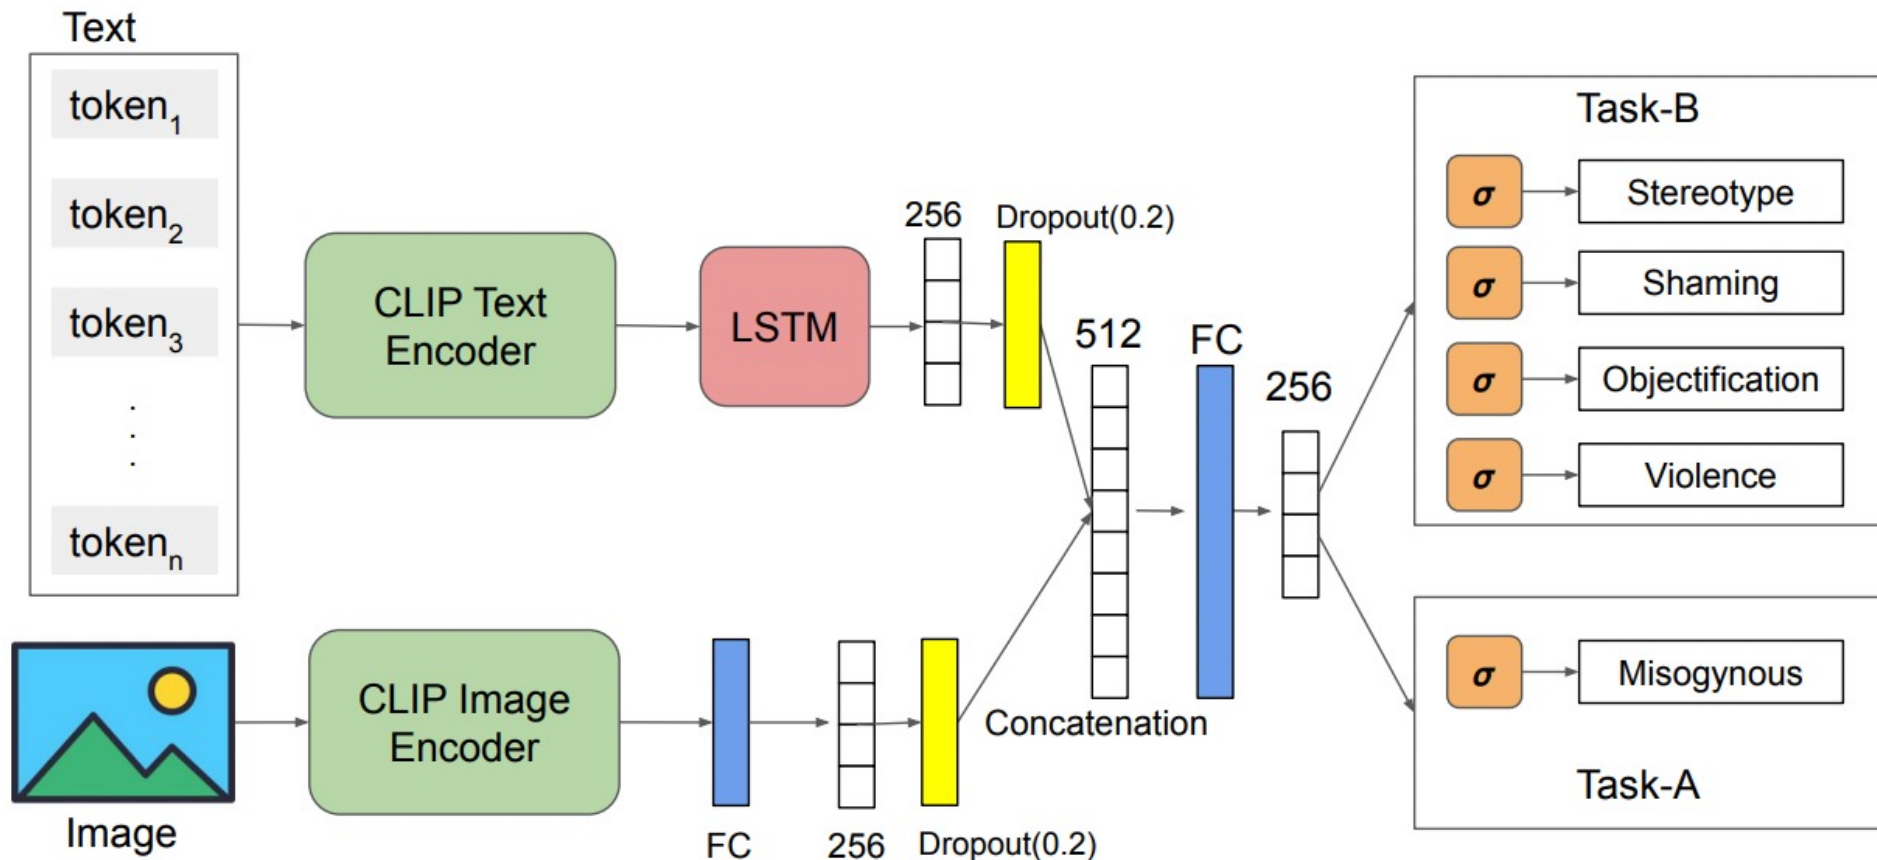 Text
token1
token2
token3
.
.
.
tokenn
Image
CLIP Text
Encoder
LSTM
256
Dropout(0.2)
CLIP Image
Encoder
FC
256
Dropout(0.2)
512
Concatenation
FC
256
Task-B
σ
Stereotype
σ
Shaming
σ
Objectification
σ
Violence
σ
Misogynous
Task-A